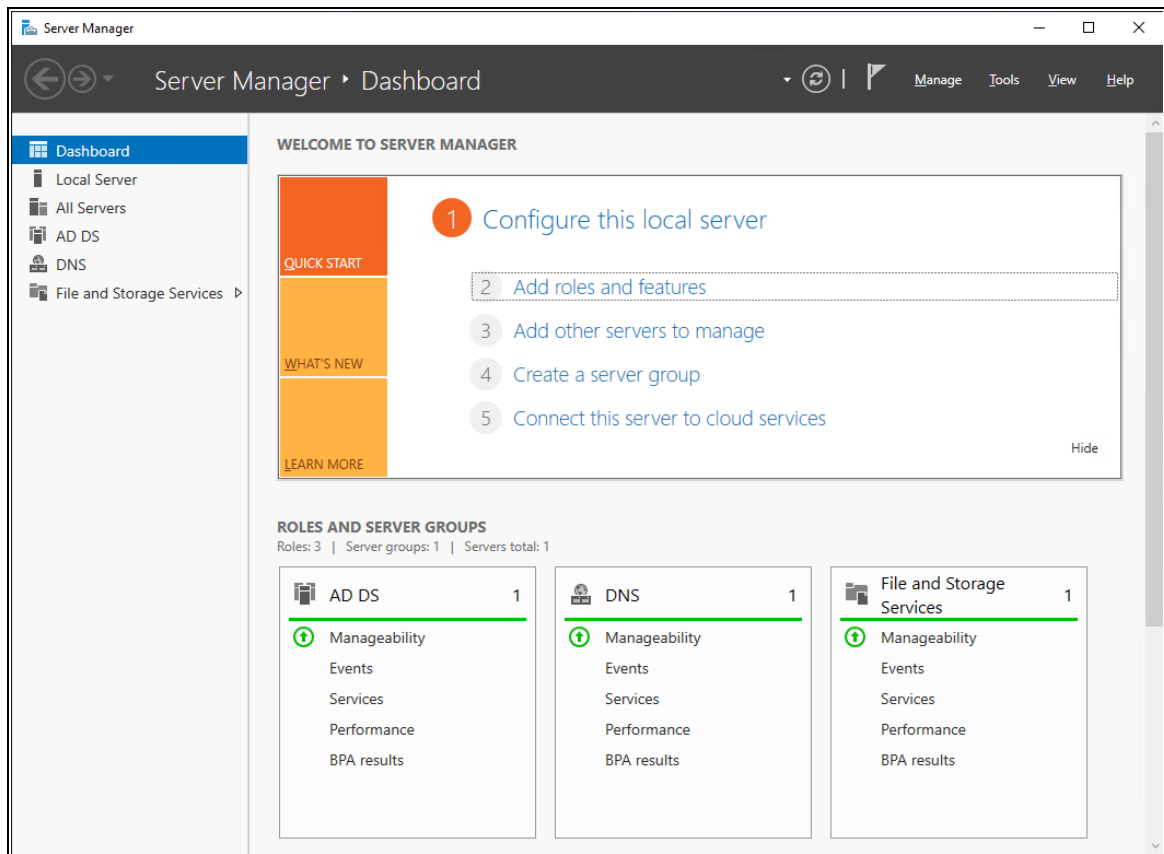 Server Manager
Server Manager ‣ Dashboard
Manage Tools View Help
Dashboard
Local Server
All Servers
AD DS
DNS
File and Storage Services
WELCOME TO SERVER MANAGER
QUICK START
WHAT'S NEW
LEARN MORE
1 Configure this local server
2 Add roles and features
3 Add other servers to manage
4 Create a server group
5 Connect this server to cloud services
Hide
ROLES AND SERVER GROUPS
Roles: 3 | Server groups: 1 | Servers total: 1
AD DS 1
Manageability
Events
Services
Performance
BPA results
DNS 1
Manageability
Events
Services
Performance
BPA results
File and Storage
Services 1
Manageability
Events
Services
Performance
BPA results